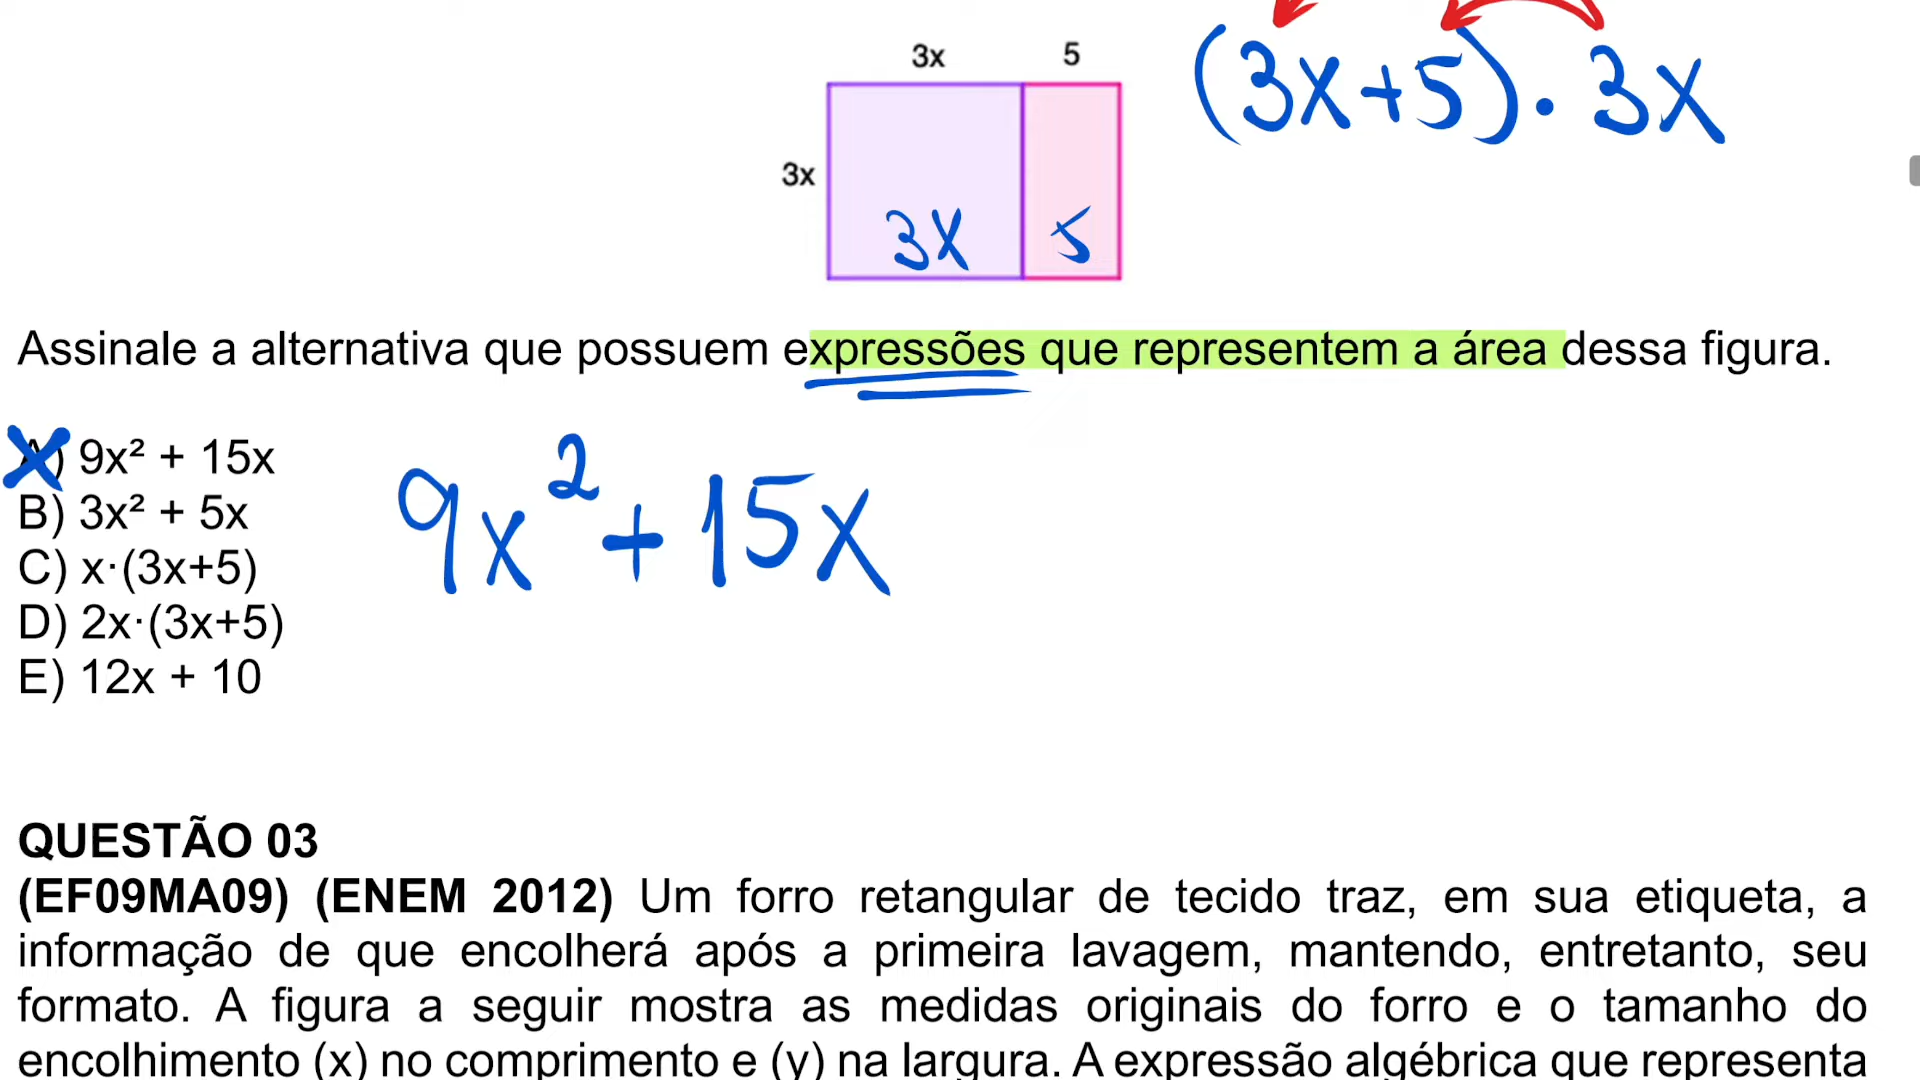 3x 5
(3x+5) · 3x
3x
3x 5
Assinale a alternativa que possuem expressões que representem a área dessa figura.
A) 9x² + 15x
B) 3x² + 5x
C) x·(3x+5)
D) 2x·(3x+5)
E) 12x + 10
9x² + 15x
QUESTÃO 03
(EF09MA09) (ENEM 2012) Um forro retangular de tecido traz, em sua etiqueta, a
informação de que encolherá após a primeira lavagem, mantendo, entretanto, seu
formato. A figura a seguir mostra as medidas originais do forro e o tamanho do
encolhimento (x) no comprimento e (y) na largura. A expressão algébrica que representa